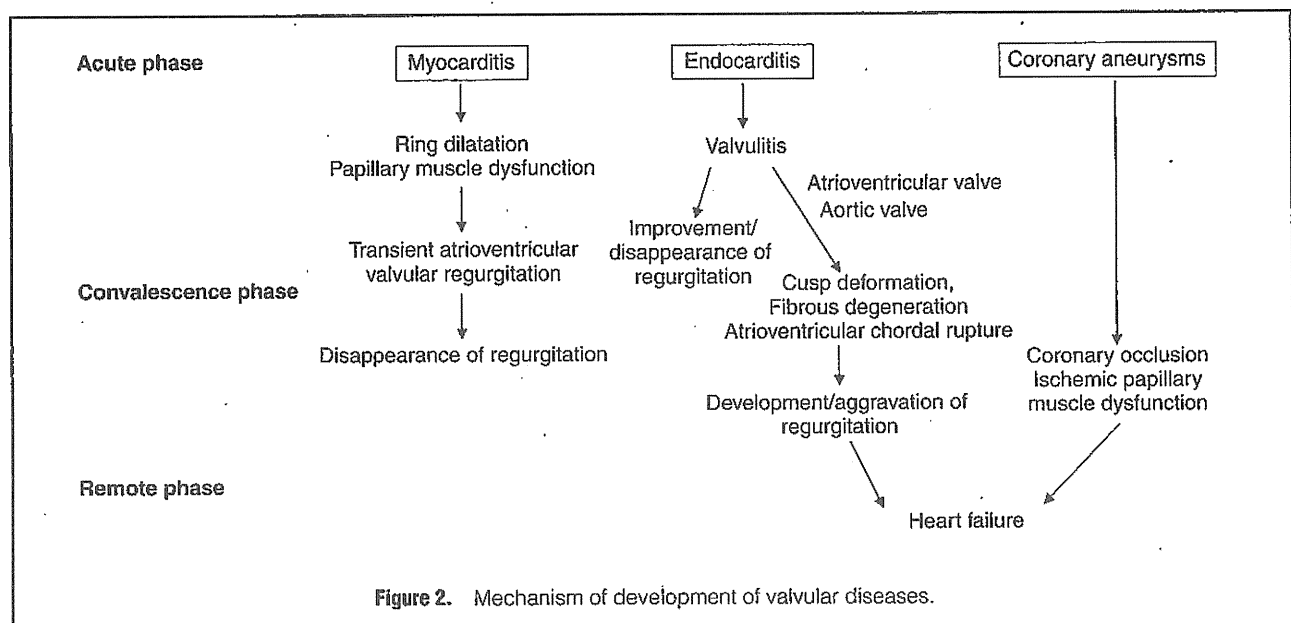 Acute phase
Myocarditis
Endocarditis
Coronary aneurysms
Ring dilatation
Papillary muscle dysfunction
Valvulitis
Atrioventricular valve
Aortic valve
Transient atrioventricular
valvular regurgitation
Improvement/
disappearance of
regurgitation
Convalescence phase
Cusp deformation,
Fibrous degeneration
Atrioventricular chordal rupture
Disappearance of regurgitation
Coronary occlusion
Ischemic papillary
muscle dysfunction
Development/aggravation of
regurgitation
Remote phase
Heart failure
Figure 2. Mechanism of development of valvular diseases.